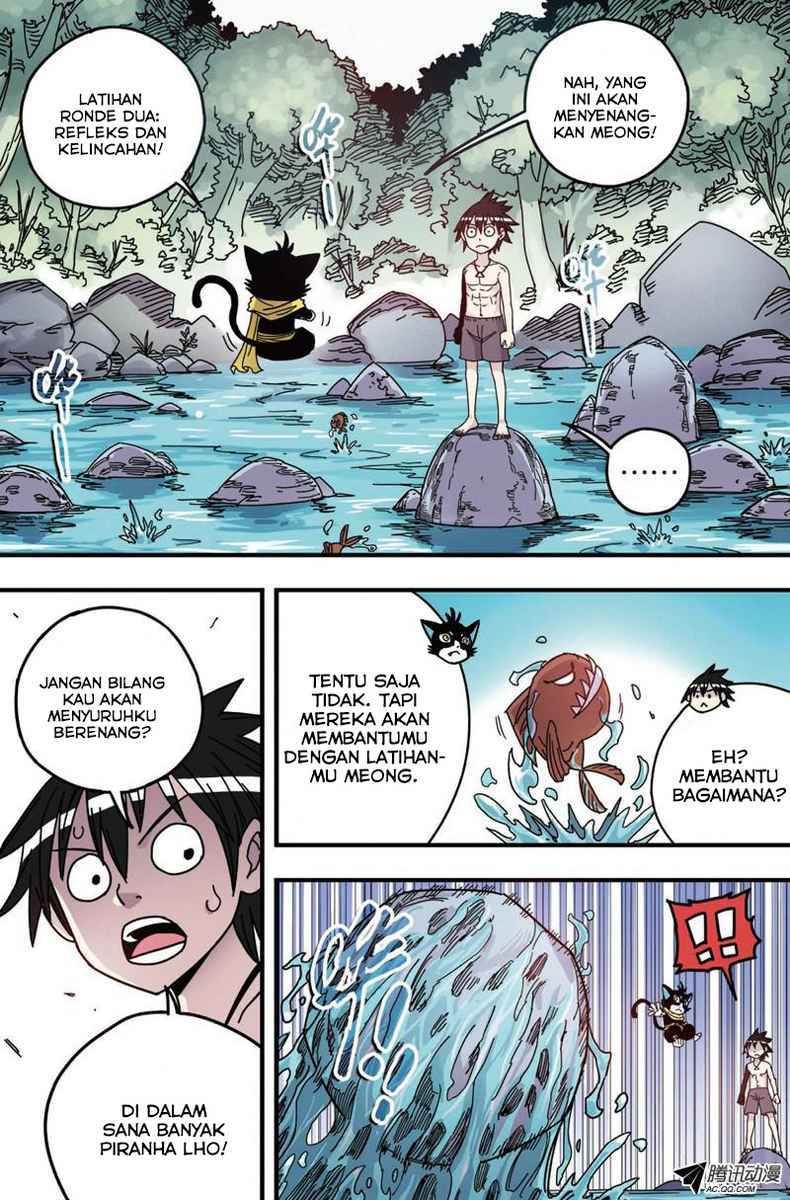 LATIHAN
RONDE DUA:
REFLEKS DAN
KELINCAHAN!
NAH, YANG
INI AKAN
MENYENANG-
KAN MEONG!
......
JANGAN BILANG
KAU AKAN
MENYURUHKU
BERENANG?
DI DALAM
SANA BANYAK
PIRANHA LHO!
TENTU SAJA
TIDAK. TAPI
MEREKA AKAN
MEMBANTUMU
DENGAN LATIHAN-
MU MEONG.
EH?
MEMBANTU
BAGAIMANA?
!!
腾讯动漫
AC.QQ.COM